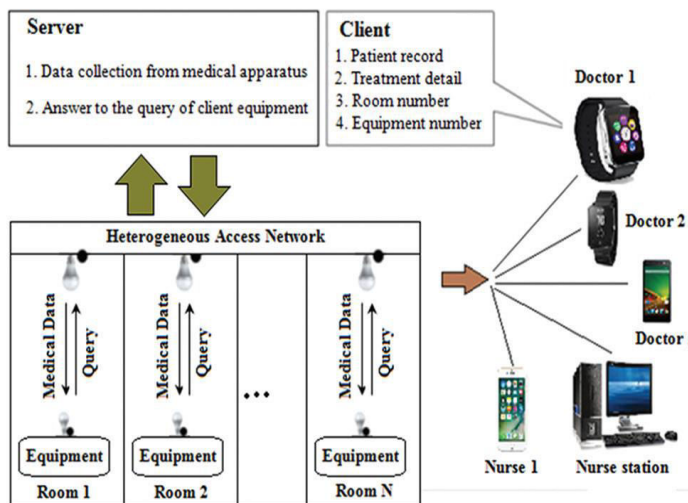 Server
1. Data collection from medical apparatus
2. Answer to the query of client equipment
Client
1. Patient record
2. Treatment detail
3. Room number
4. Equipment number
Doctor 1
Doctor 2
Doctor
Nurse 1
Nurse station
Heterogeneous Access Network
Medical Data
Query
Medical Data
Query
...
Medical Data
Query
Equipment
Equipment
Equipment
Room 1
Room 2
Room N